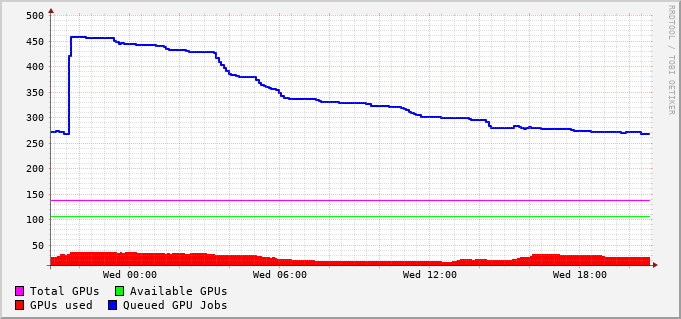 500
450
400
350
300
250
200
150
100
50
Wed 00:00 Wed 06:00 Wed 12:00 Wed 18:00
Total GPUs Available GPUs
GPUs used Queued GPU Jobs
RRDTOOL / TOBI OETIKER